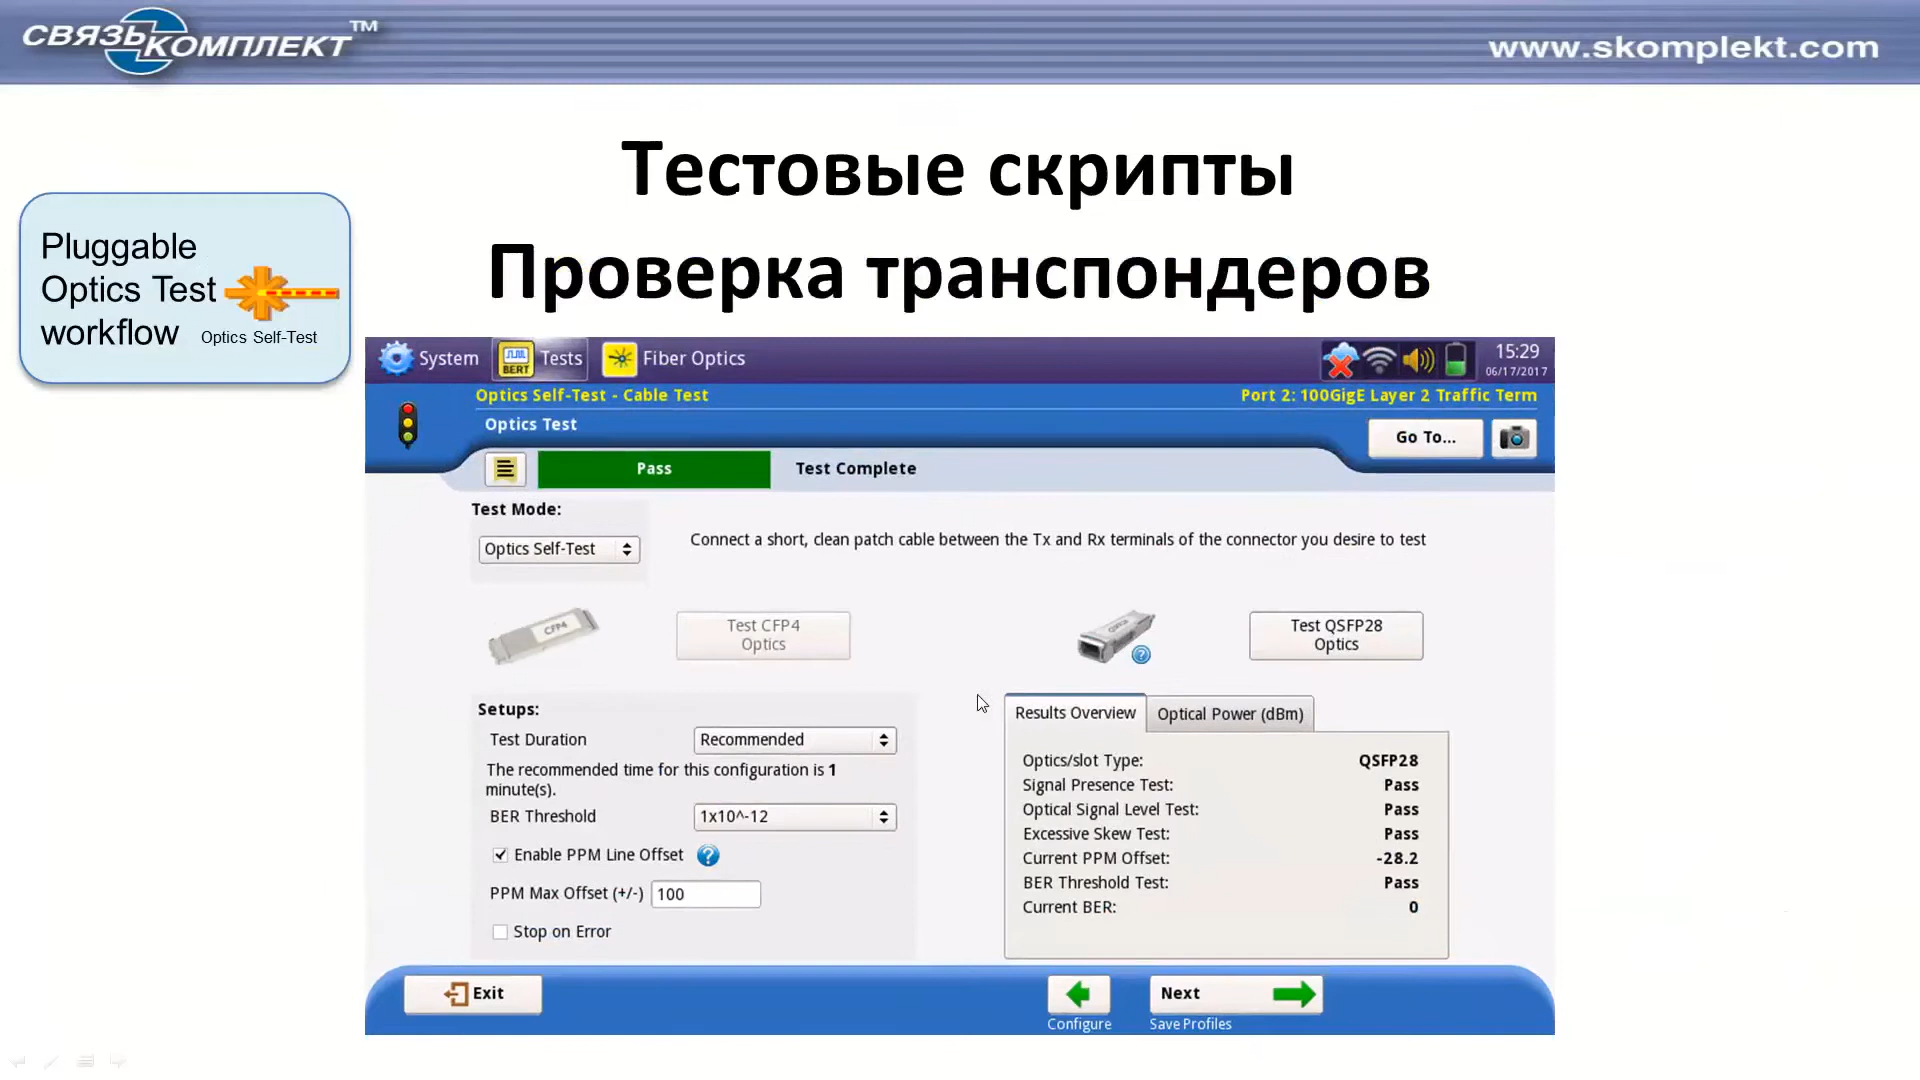 СВЯЗЬКОМПЛЕКТ™
www.skomplekt.com
Тестовые скрипты
Проверка транспондеров
Pluggable
Optics Test
workflow
Optics Self-Test
System
BERT
Tests
Fiber Optics
15:29
06/17/2017
Optics Self-Test - Cable Test
Port 2: 100GigE Layer 2 Traffic Term
Optics Test
Go To...
Pass
Test Complete
Test Mode:
Optics Self-Test
Connect a short, clean patch cable between the Tx and Rx terminals of the connector you desire to test
CFP4
Test CFP4
Optics
Test QSFP28
Optics
Setups:
Test Duration
Recommended
The recommended time for this configuration is 1
minute(s).
BER Threshold
1x10^-12
Enable PPM Line Offset
?
PPM Max Offset (+/-)
100
Stop on Error
Results Overview
Optical Power (dBm)
Optics/slot Type: QSFP28
Signal Presence Test: Pass
Optical Signal Level Test: Pass
Excessive Skew Test: Pass
Current PPM Offset: -28.2
BER Threshold Test: Pass
Current BER: 0
Exit
Configure
Next
Save Profiles